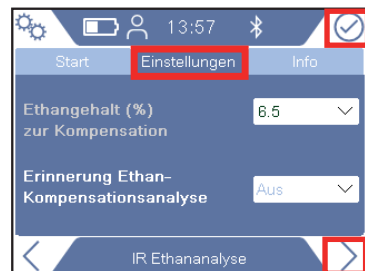 13:57
Start Einstellungen Info
Ethangehalt (%)
zur Kompensation
6.5
Erinnerung Ethan-
Kompensationsanalyse
Aus
IR Ethananalyse